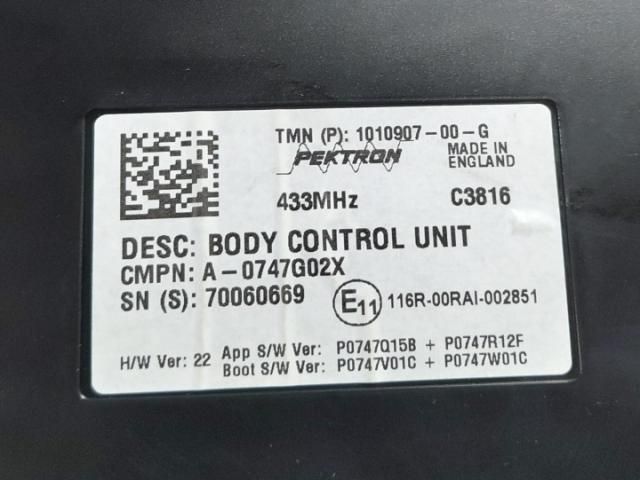 TMN (P): 1010907-00-G
PEKTRON
MADE IN
ENGLAND
433MHz C3816
DESC: BODY CONTROL UNIT
CMPN: A-0747G02X
SN (S): 70060669
E11 116R-00RAI-002851
H/W Ver: 22
App S/W Ver: P0747Q15B + P0747R12F
Boot S/W Ver: P0747V01C + P0747W01C